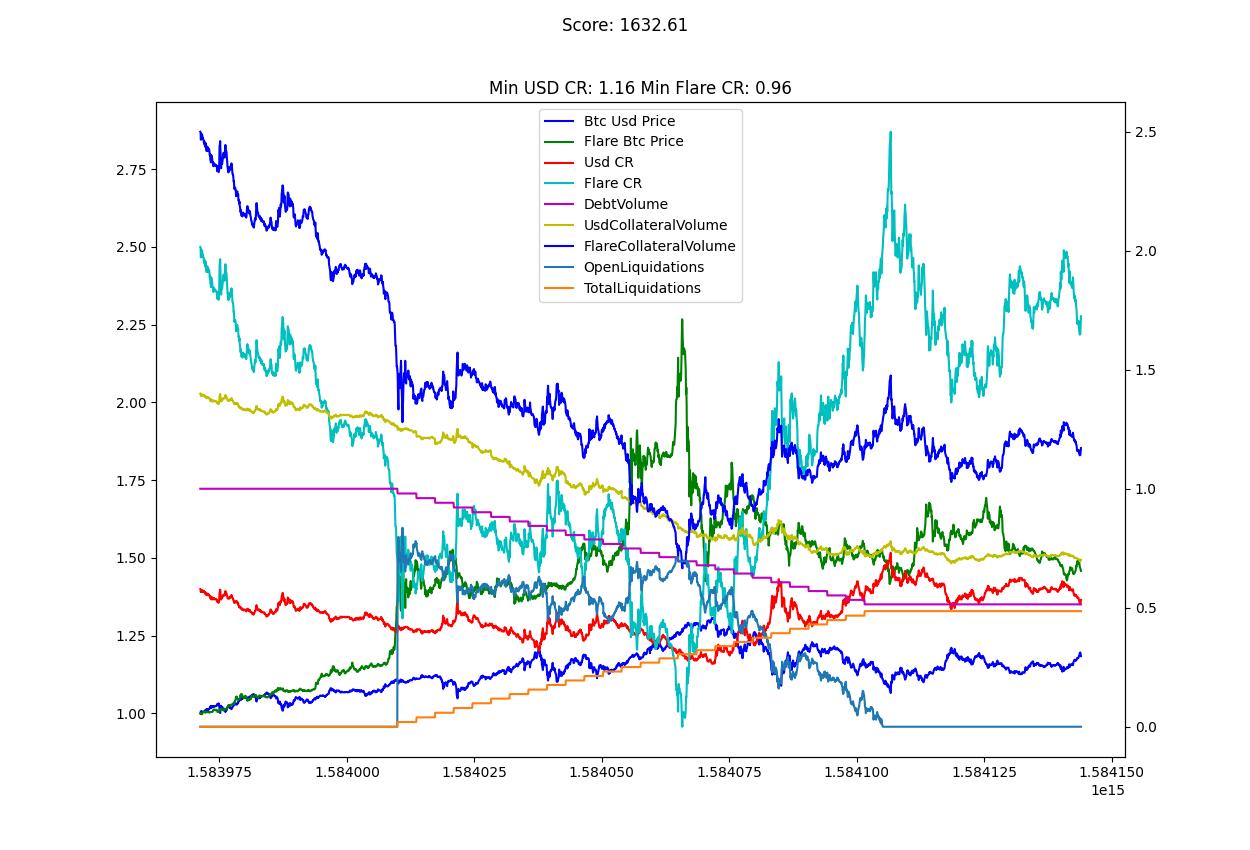 Score: 1632.61
Min USD CR: 1.16 Min Flare CR: 0.96
Btc Usd Price
Flare Btc Price
Usd CR
Flare CR
DebtVolume
UsdCollateralVolume
FlareCollateralVolume
OpenLiquidations
TotalLiquidations
2.75
2.50
2.25
2.00
1.75
1.50
1.25
1.00
2.5
2.0
1.5
1.0
0.5
0.0
1.583975 1.584000 1.584025 1.584050 1.584075 1.584100 1.584125 1.584150
1e15